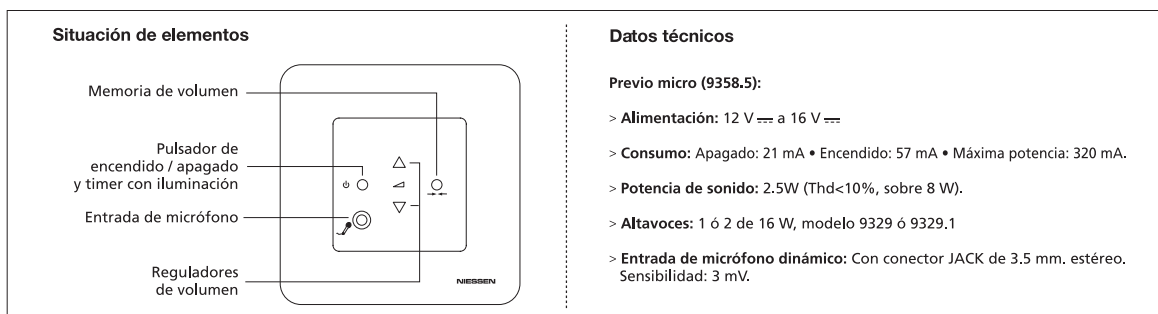 Situación de elementos
Memoria de volumen
Pulsador de
encendido / apagado
y timer con iluminación
Entrada de micrófono
Reguladores
de volumen
NIESSEN
Datos técnicos
Previo micro (9358.5):
> Alimentación: 12 V ⎓ a 16 V ⎓
> Consumo: Apagado: 21 mA • Encendido: 57 mA • Máxima potencia: 320 mA.
> Potencia de sonido: 2.5W (Thd<10%, sobre 8 W).
> Altavoces: 1 ó 2 de 16 W, modelo 9329 ó 9329.1
> Entrada de micrófono dinámico: Con conector JACK de 3.5 mm. estéreo.
Sensibilidad: 3 mV.